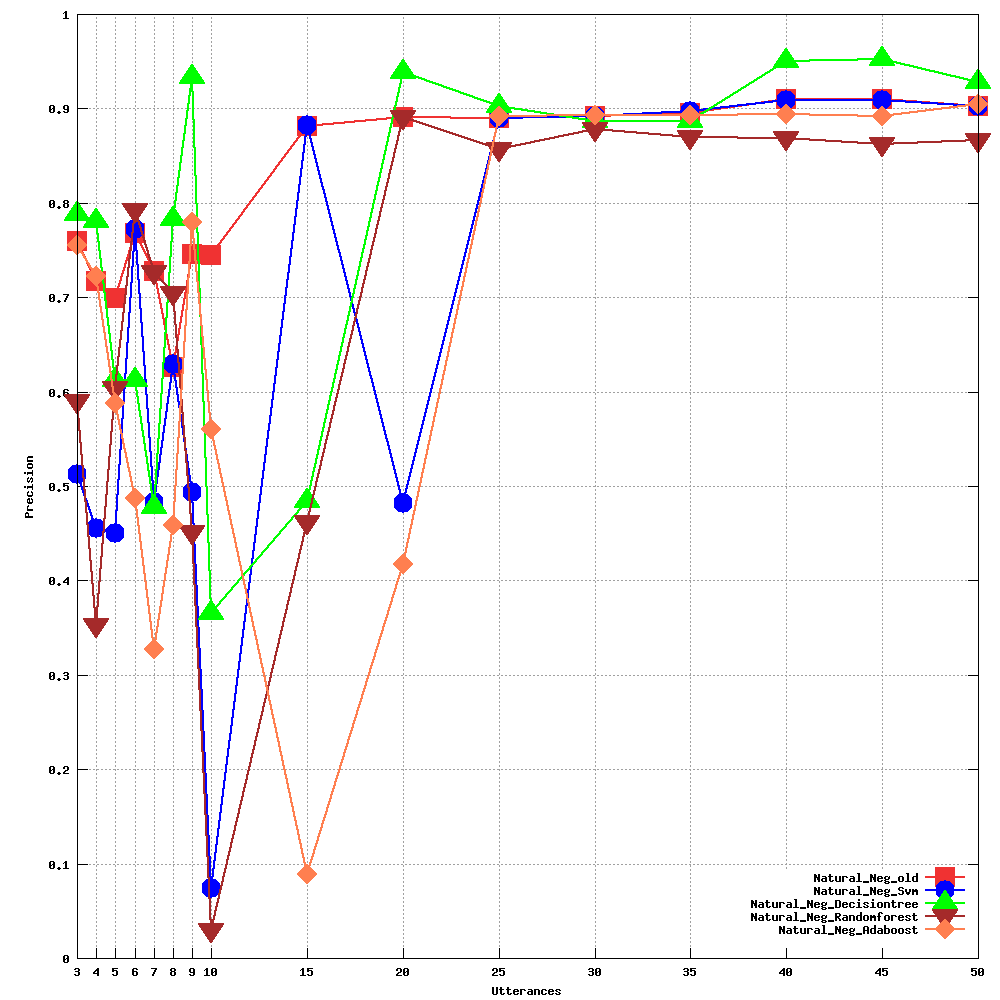 1
0.9
0.8
0.7
0.6
0.5
0.4
0.3
0.2
0.1
0
Precision
Natural_Neg_old
Natural_Neg_Svm
Natural_Neg_Decisiontree
Natural_Neg_Randomforest
Natural_Neg_Adaboost
3 4 5 6 7 8 9 10 15 20 25 30 35 40 45 50
Utterances